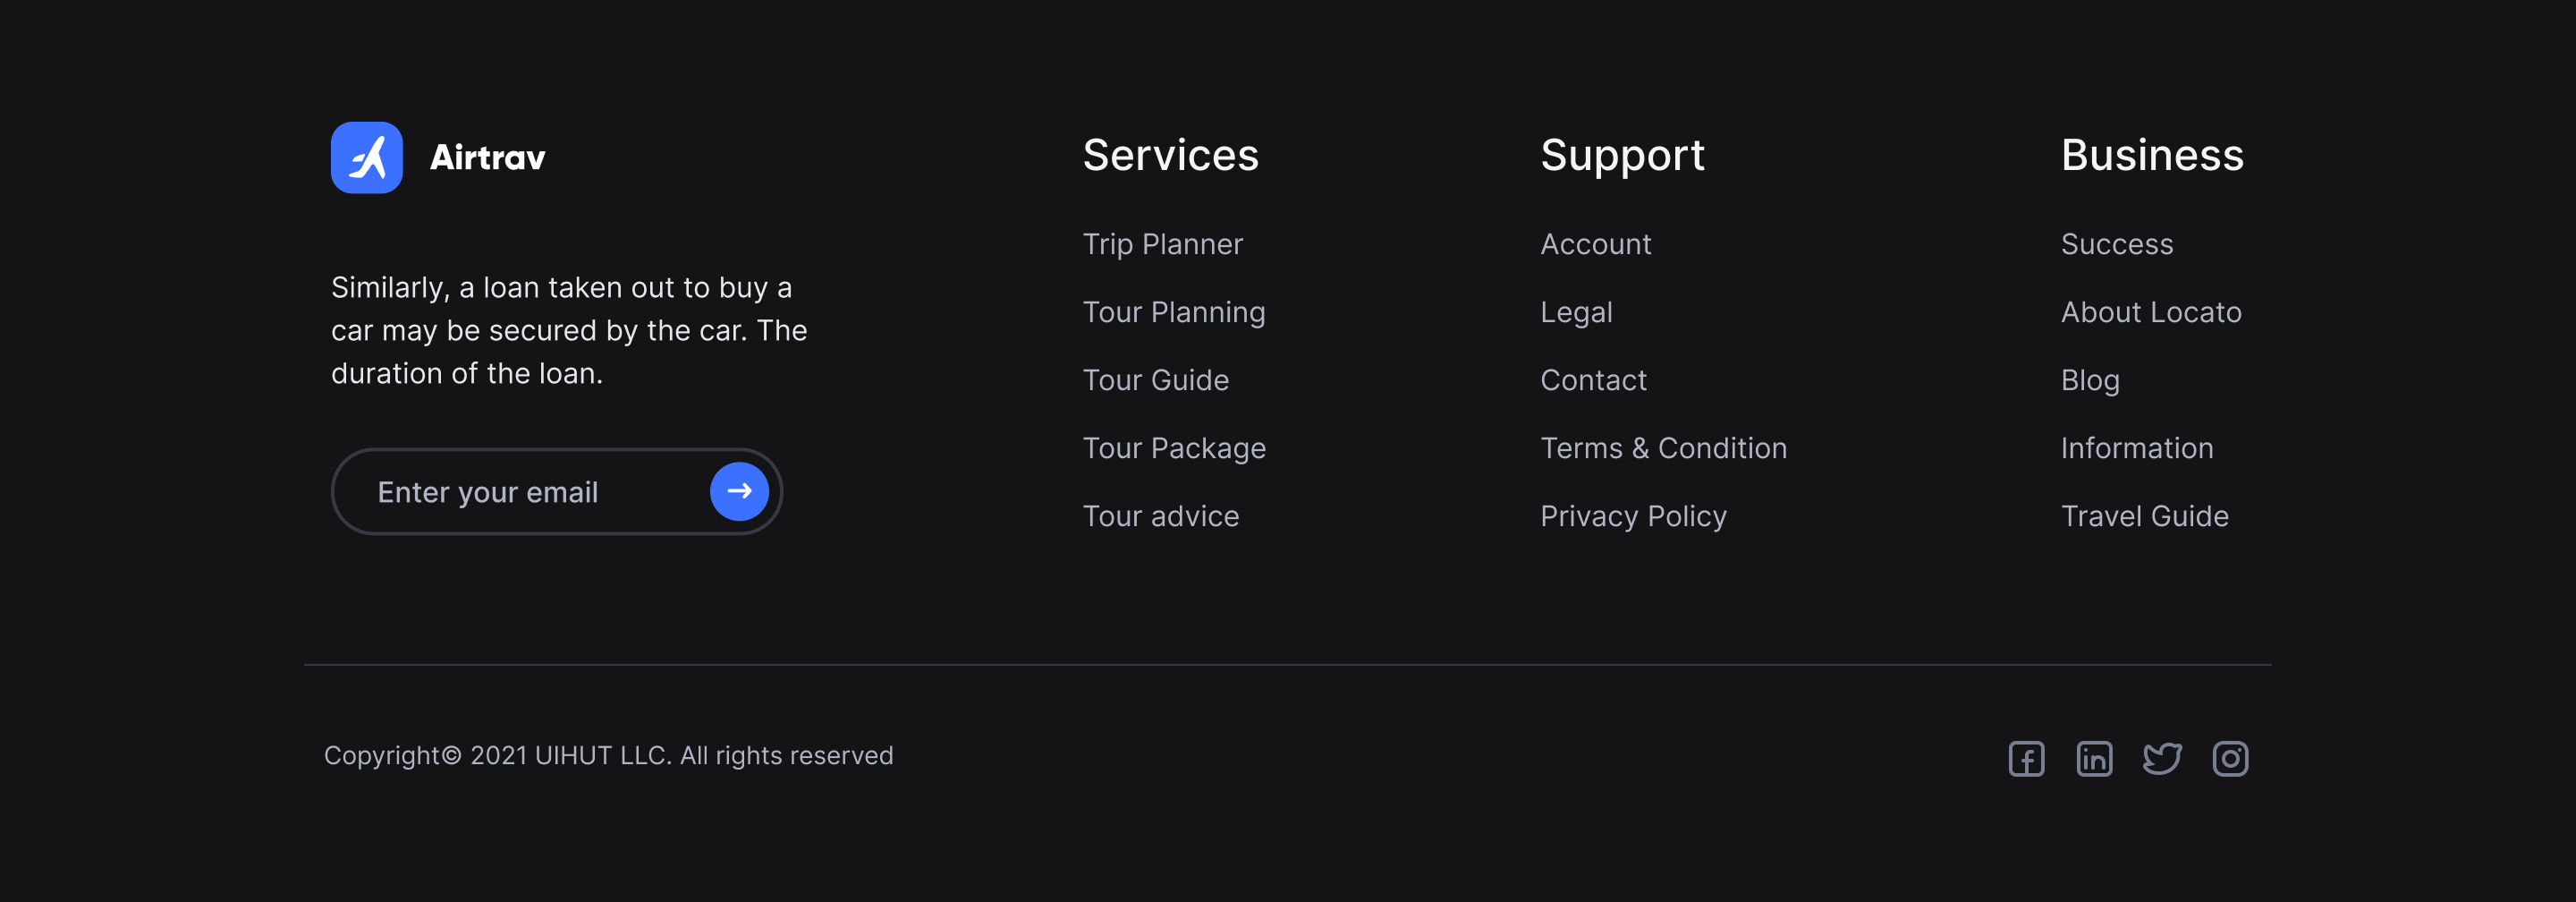 Airtrav
Similarly, a loan taken out to buy a
car may be secured by the car. The
duration of the loan.
Enter your email
Services
Trip Planner
Tour Planning
Tour Guide
Tour Package
Tour advice
Support
Account
Legal
Contact
Terms & Condition
Privacy Policy
Business
Success
About Locato
Blog
Information
Travel Guide
Copyright© 2021 UIHUT LLC. All rights reserved